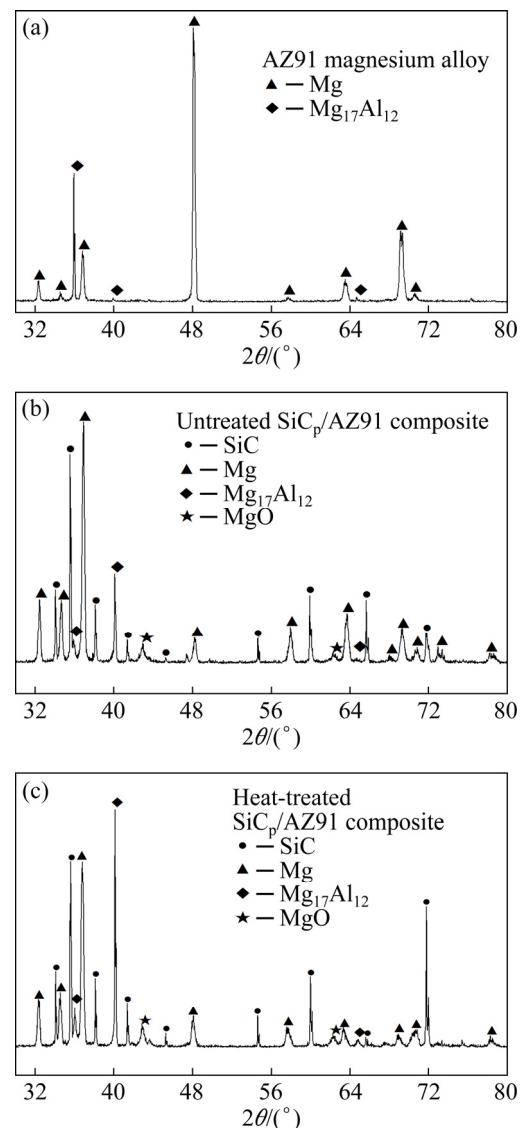 (a)
AZ91 magnesium alloy
▲ — Mg
◆ — Mg₁₇Al₁₂
32 40 48 56 64 72 80
2θ/(°)
(b)
Untreated SiCₚ/AZ91 composite
● — SiC
▲ — Mg
◆ — Mg₁₇Al₁₂
★ — MgO
32 40 48 56 64 72 80
2θ/(°)
(c)
Heat-treated
SiCₚ/AZ91 composite
● — SiC
▲ — Mg
◆ — Mg₁₇Al₁₂
★ — MgO
32 40 48 56 64 72 80
2θ/(°)